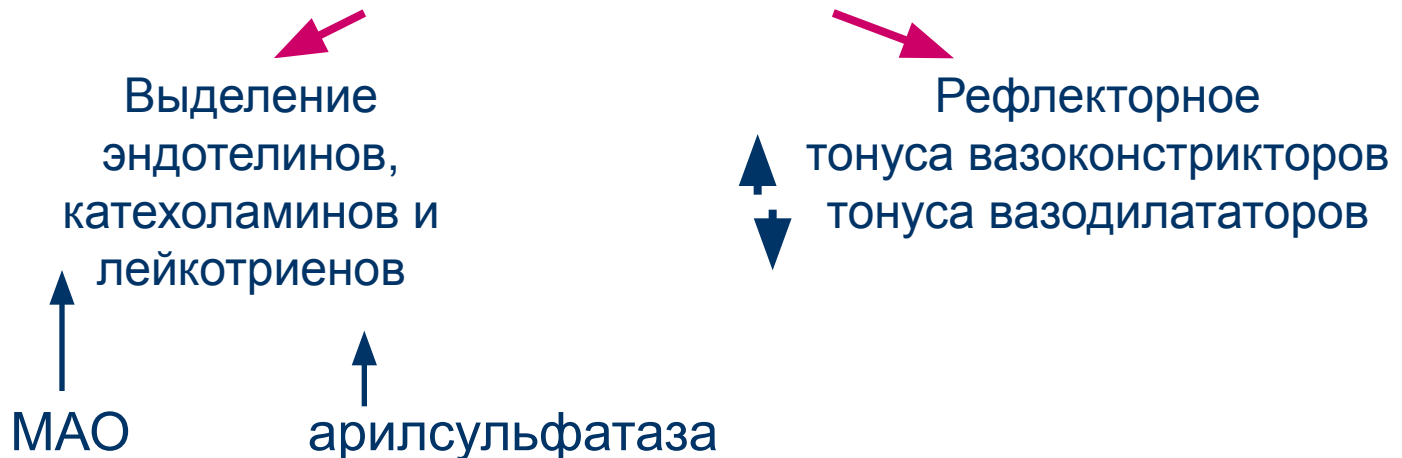 Выделение
эндотелинов,
катехоламинов и
лейкотриенов
Рефлекторное
тонуса вазоконстрикторов
тонуса вазодилататоров
МАО
арилсульфатаза